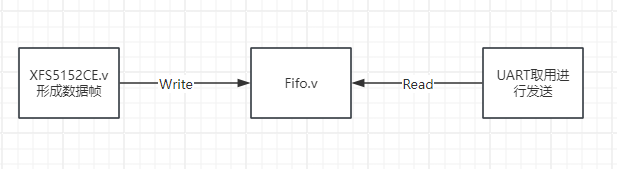 XFS5152CE.v
形成数据帧
Write
Fifo.v
Read
UART取用进
行发送